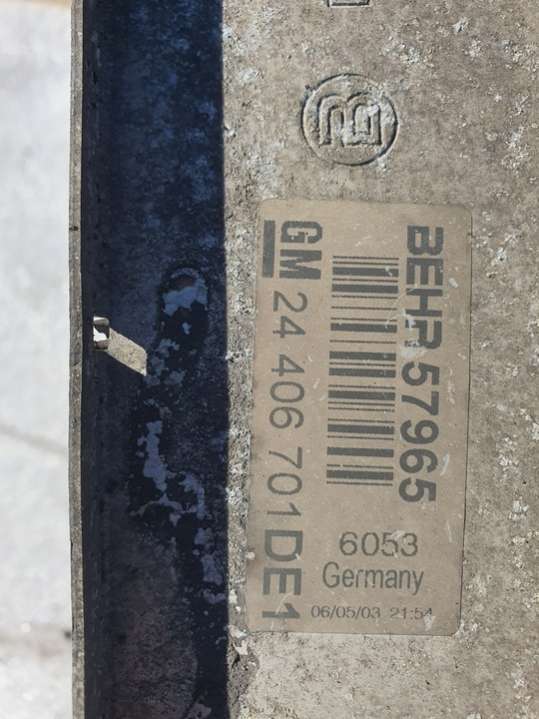 BEHR 57965
GM 24 406 701 DE1
6053
Germany
06/05/03 21:54